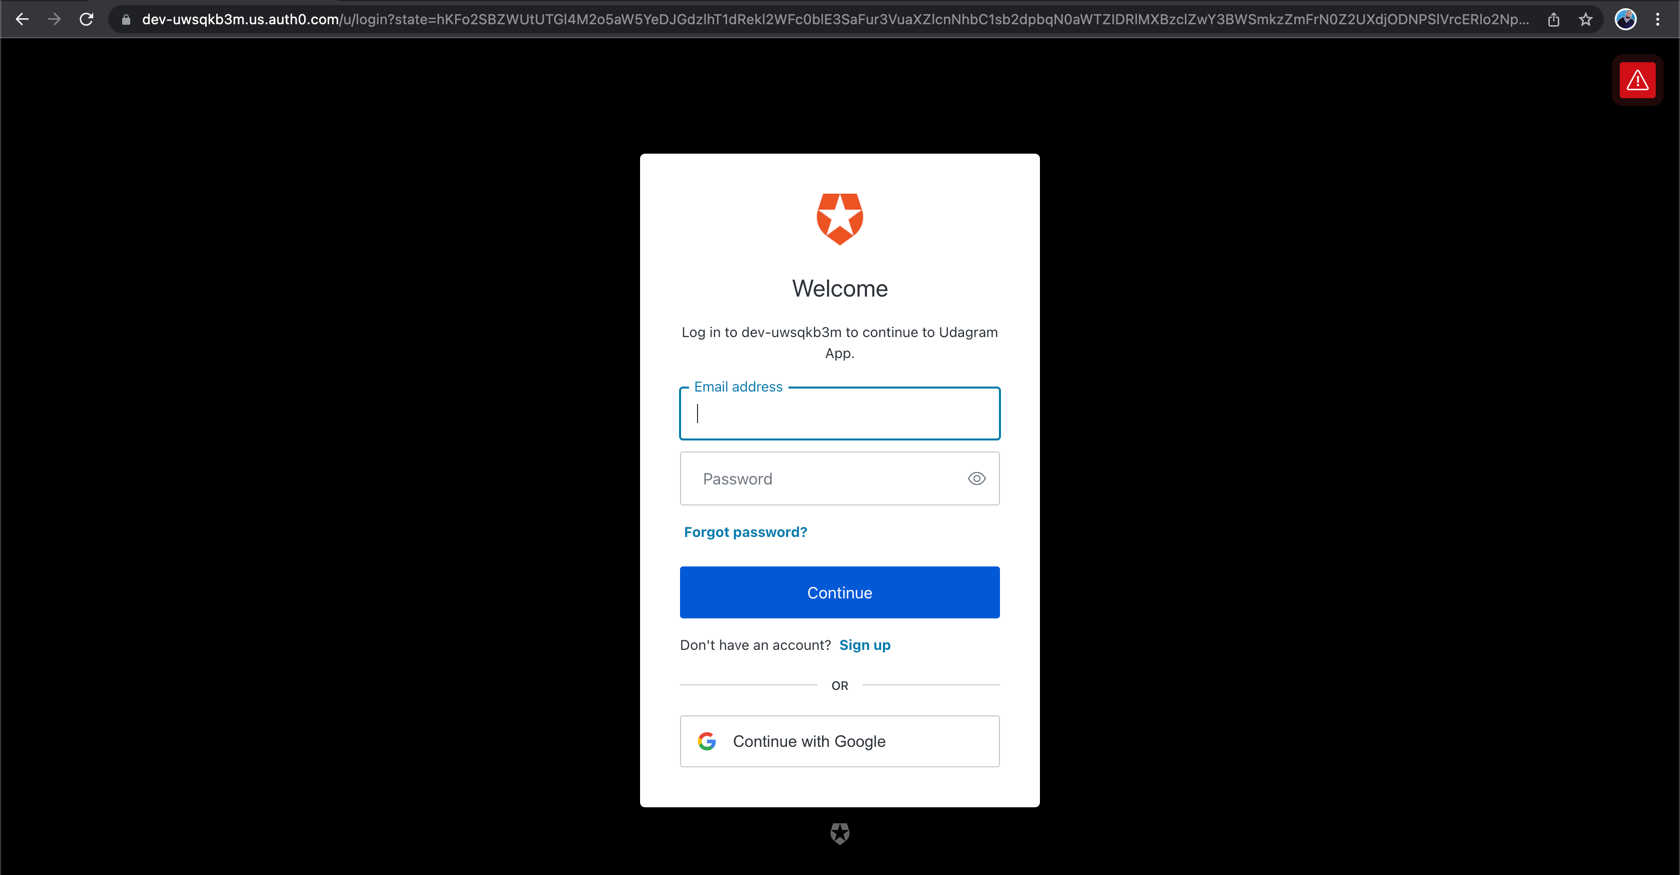 dev-uwsqkb3m.us.auth0.com/u/login?state=hKFo2SBZWUtUTGl4M2o5aW5YeDJGdzlhT1dRekl2WFc0blE3SaFur3VuaXZlcnNhbC1sb2dpbqN0aWTZIDRlMXBzclZwY3BWSmkzZmFrN0Z2UXdjODNPSlVrcERlo2Np...
Welcome
Log in to dev-uwsqkb3m to continue to Udagram
App.
Email address
Password
Forgot password?
Continue
Don't have an account? Sign up
OR
Continue with Google